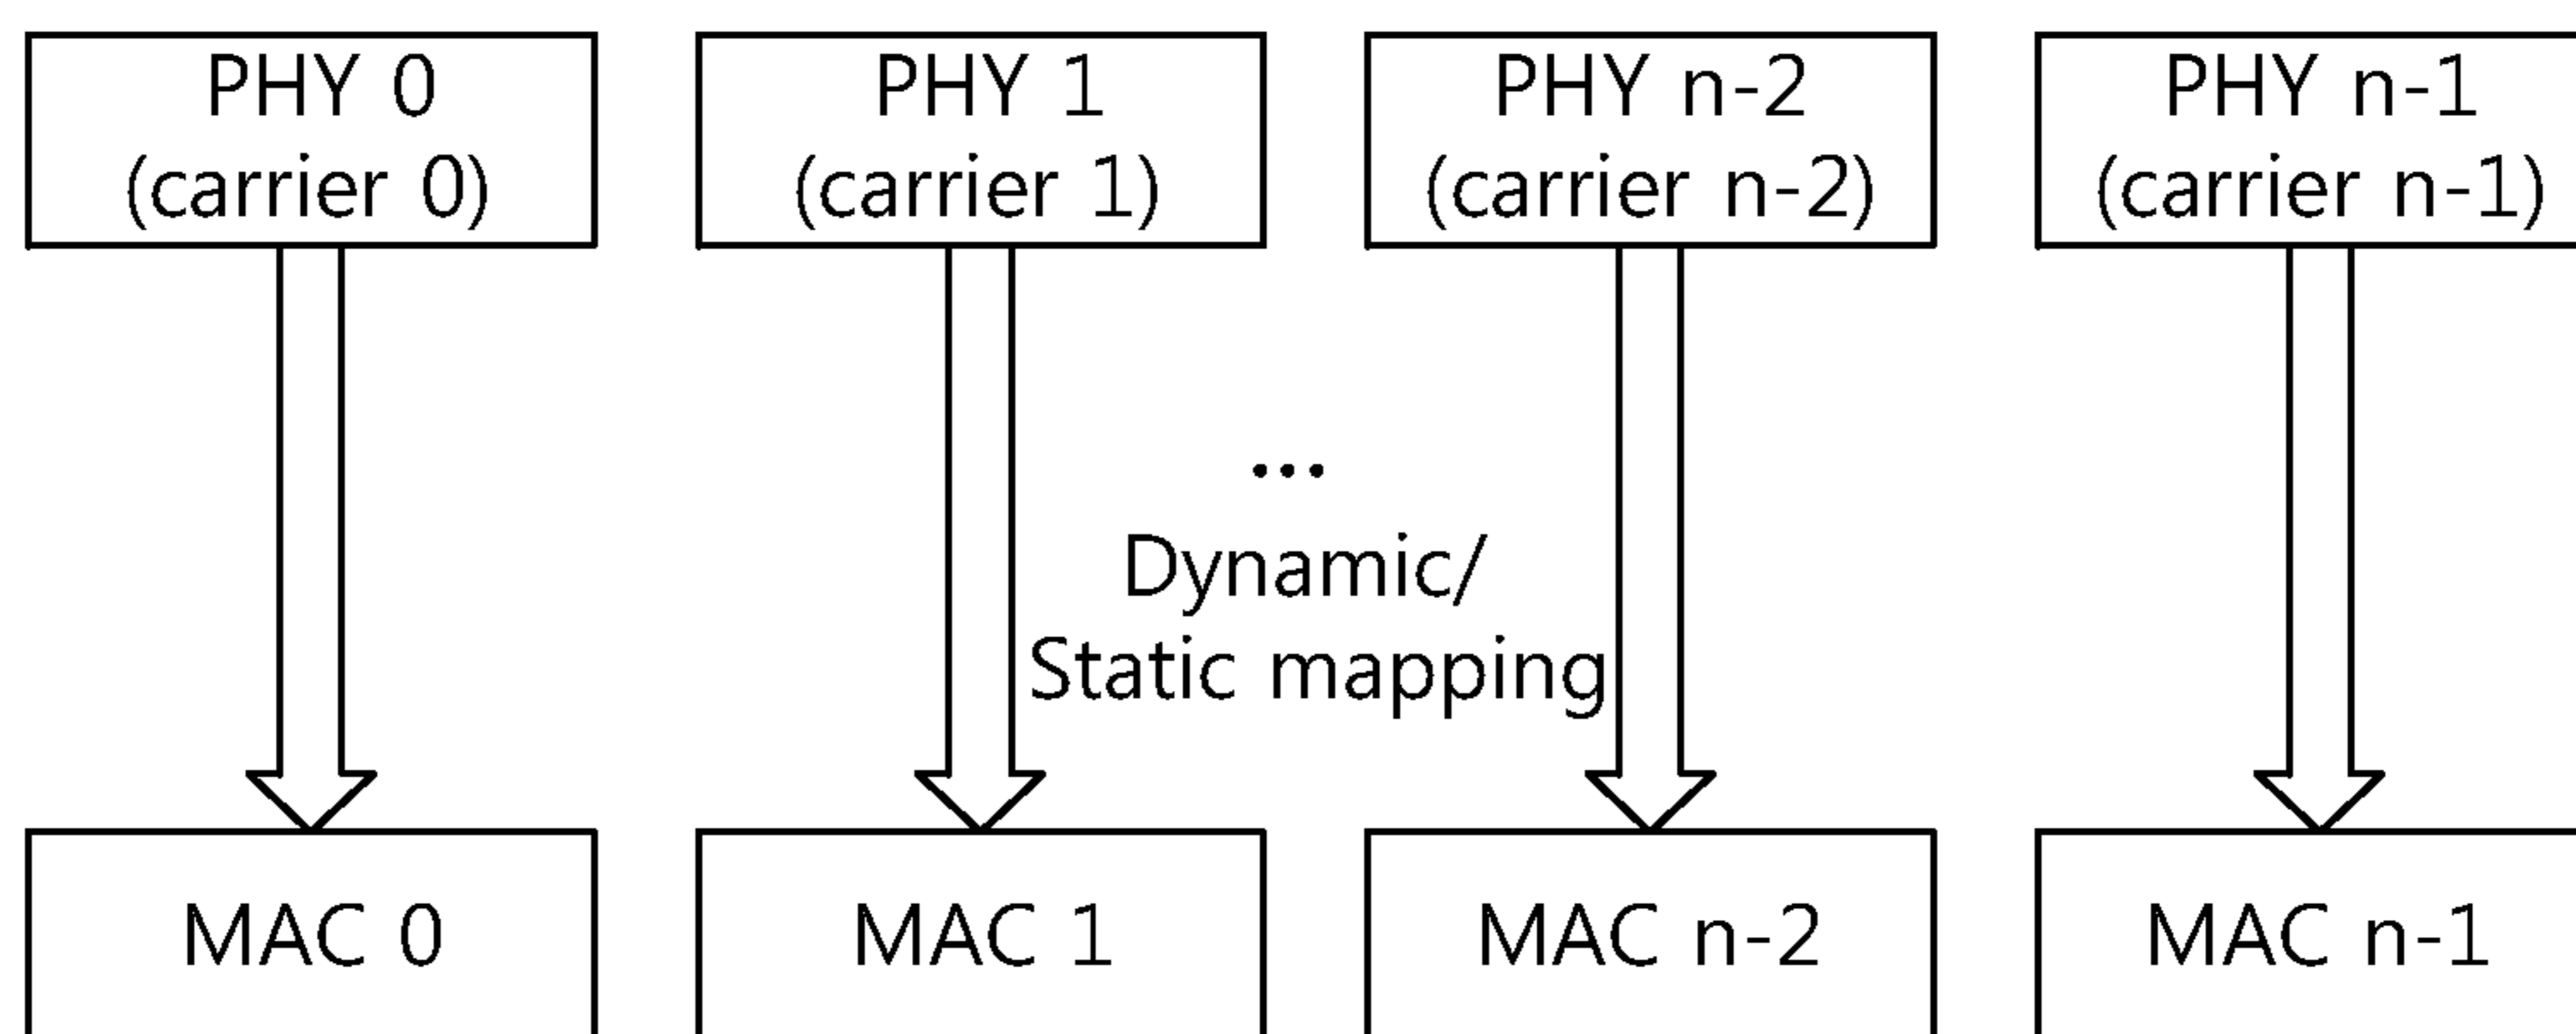 PHY 0
(carrier 0)
PHY 1
(carrier 1)
PHY n-2
(carrier n-2)
PHY n-1
(carrier n-1)
...
Dynamic/
Static mapping
MAC 0
MAC 1
MAC n-2
MAC n-1